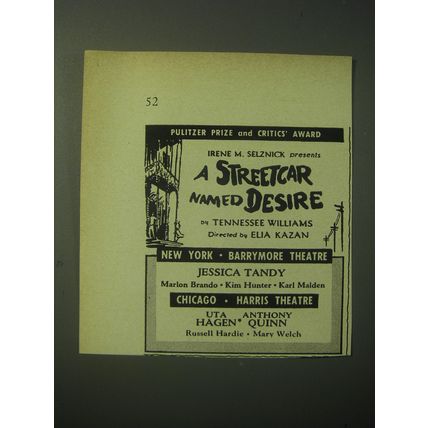 52
PULITZER PRIZE and CRITICS' AWARD
IRENE M. SELZNICK presents
A STREETCAR
NAMED DESIRE
by TENNESSEE WILLIAMS
Directed by ELIA KAZAN
NEW YORK · BARRYMORE THEATRE
JESSICA TANDY
Marlon Brando · Kim Hunter · Karl Malden
CHICAGO · HARRIS THEATRE
UTA ANTHONY
HAGEN · QUINN
Russell Hardie · Mary Welch